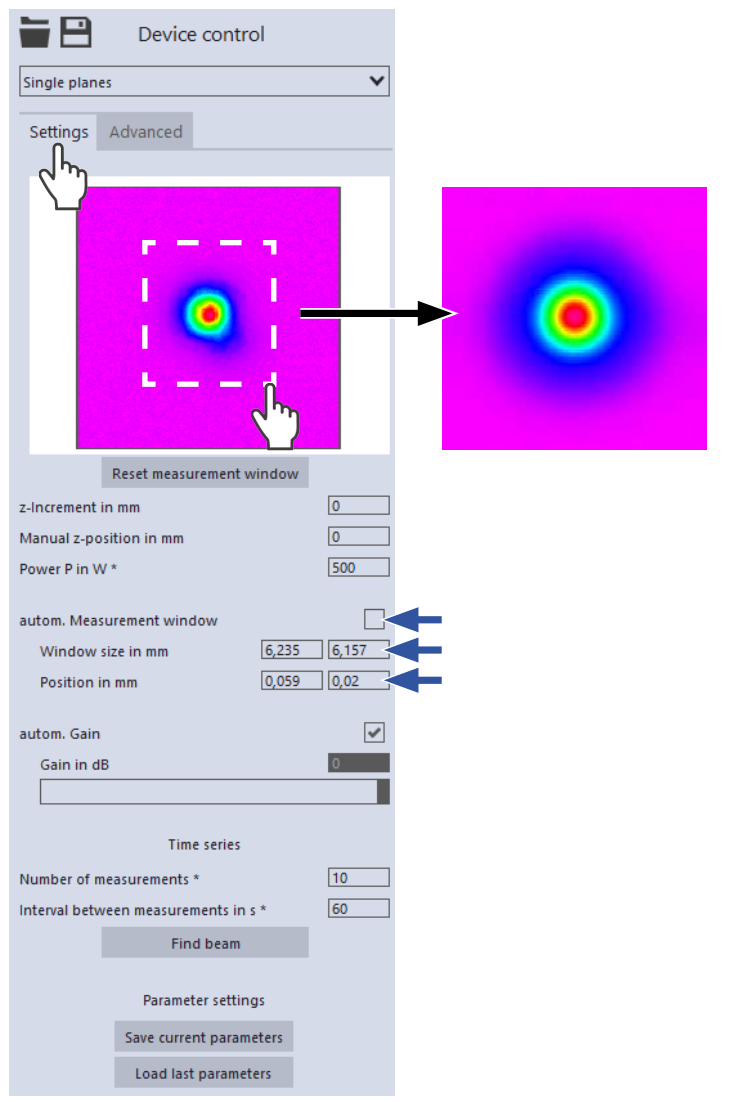 Device control
Single planes
Settings Advanced
Reset measurement window
z-Increment in mm 0
Manual z-position in mm 0
Power P in W * 500
autom. Measurement window
Window size in mm 6,235 6,157
Position in mm 0,059 0,02
autom. Gain
Gain in dB 0
Time series
Number of measurements * 10
Interval between measurements in s * 60
Find beam
Parameter settings
Save current parameters
Load last parameters